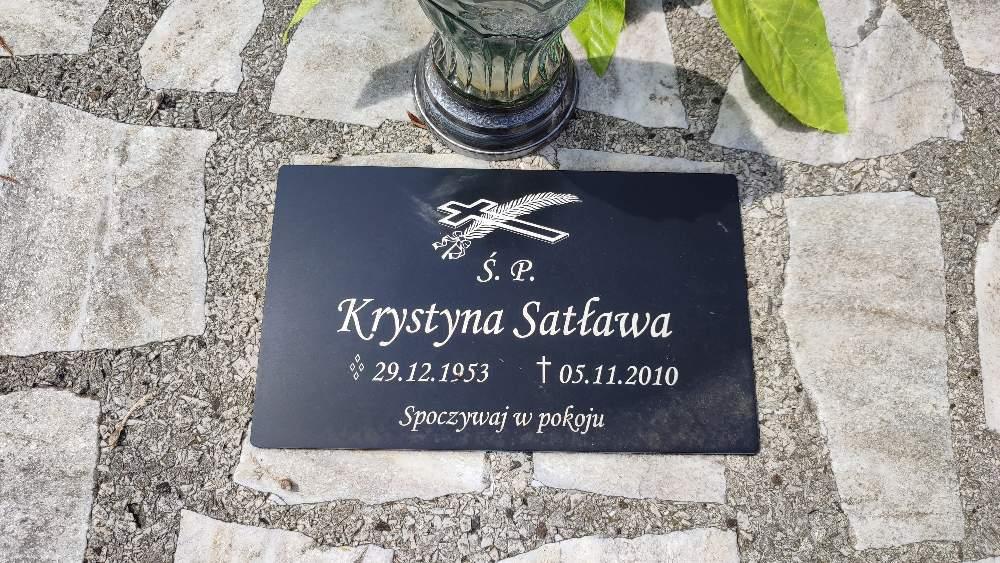 Ś. P.
Krystyna Satława
29.12.1953 † 05.11.2010
Spoczywaj w pokoju